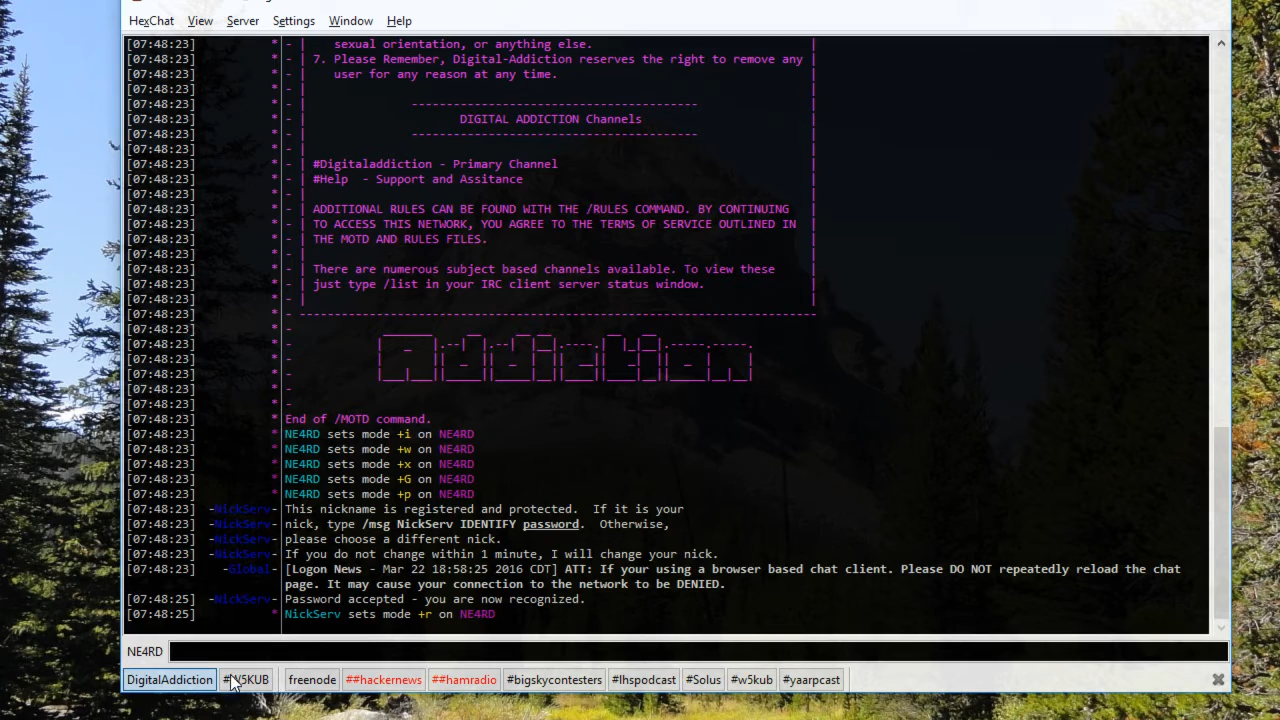 HexChat View Server Settings Window Help
[07:48:23] * - | sexual orientation, or anything else. |
[07:48:23] * - | 7. Please Remember, Digital-Addiction reserves the right to remove any |
[07:48:23] * - | user for any reason at any time. |
[07:48:23] * - | |
[07:48:23] * - | ----------------------------------------- |
[07:48:23] * - | DIGITAL ADDICTION Channels |
[07:48:23] * - | ----------------------------------------- |
[07:48:23] * - | |
[07:48:23] * - | #Digitaladdiction - Primary Channel |
[07:48:23] * - | #Help - Support and Assitance |
[07:48:23] * - | |
[07:48:23] * - | ADDITIONAL RULES CAN BE FOUND WITH THE /RULES COMMAND. BY CONTINUING |
[07:48:23] * - | TO ACCESS THIS NETWORK, YOU AGREE TO THE TERMS OF SERVICE OUTLINED IN |
[07:48:23] * - | THE MOTD AND RULES FILES. |
[07:48:23] * - | |
[07:48:23] * - | There are numerous subject based channels available. To view these |
[07:48:23] * - | just type /list in your IRC client server status window. |
[07:48:23] * - | |
[07:48:23] * - --------------------------------------------------------------------------
[07:48:23] * -
[07:48:23] * - Addiction
[07:48:23] * -
[07:48:23] * -
[07:48:23] * -
[07:48:23] * -
[07:48:23] * End of /MOTD command.
[07:48:23] * NE4RD sets mode +i on NE4RD
[07:48:23] * NE4RD sets mode +w on NE4RD
[07:48:23] * NE4RD sets mode +x on NE4RD
[07:48:23] * NE4RD sets mode +G on NE4RD
[07:48:23] * NE4RD sets mode +p on NE4RD
[07:48:23] -NickServ- This nickname is registered and protected. If it is your
[07:48:23] -NickServ- nick, type /msg NickServ IDENTIFY password. Otherwise,
[07:48:23] -NickServ- please choose a different nick.
[07:48:23] -NickServ- If you do not change within 1 minute, I will change your nick.
[07:48:23] -Global- [Logon News - Mar 22 18:58:25 2016 CDT] ATT: If your using a browser based chat client. Please DO NOT repeatedly reload the chat
page. It may cause your connection to the network to be DENIED.
[07:48:25] -NickServ- Password accepted - you are now recognized.
[07:48:25] * NickServ sets mode +r on NE4RD
NE4RD
DigitalAddiction #W5KUB freenode ##hackernews ##hamradio #bigskycontesters #lhspodcast #Solus #w5kub #yaarpcast